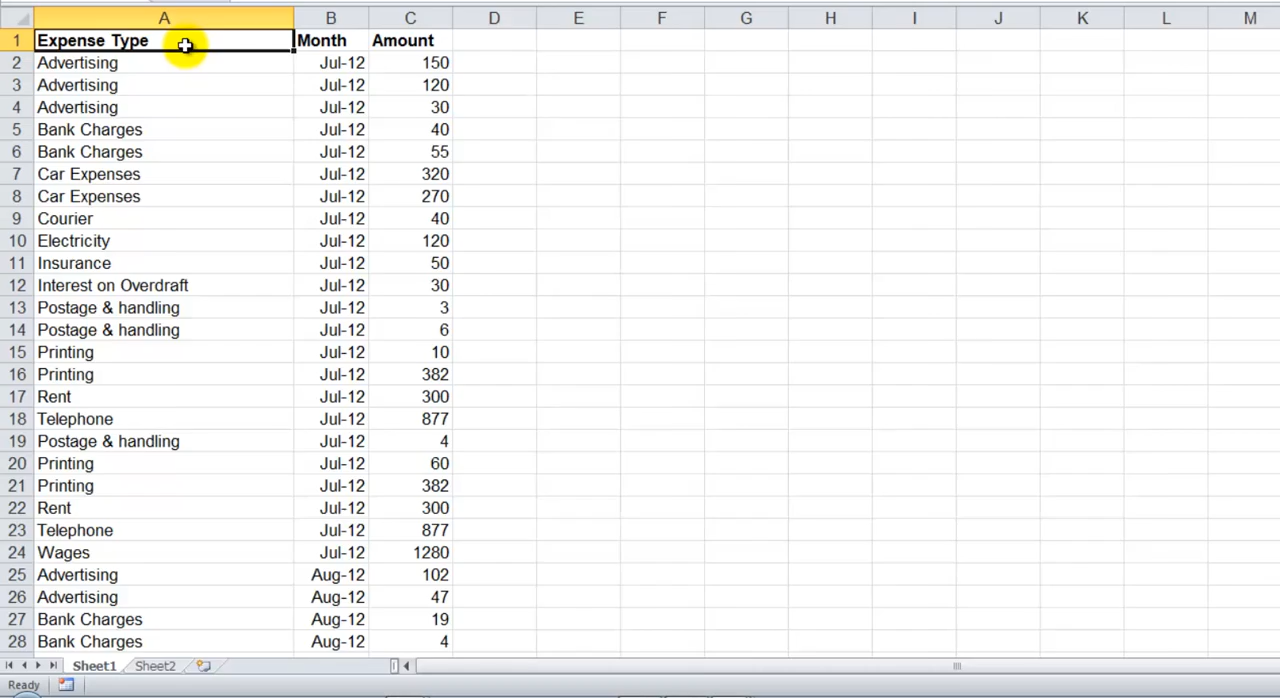 A B C D E F G H I J K L M
1 Expense Type Month Amount
2 Advertising Jul-12 150
3 Advertising Jul-12 120
4 Advertising Jul-12 30
5 Bank Charges Jul-12 40
6 Bank Charges Jul-12 55
7 Car Expenses Jul-12 320
8 Car Expenses Jul-12 270
9 Courier Jul-12 40
10 Electricity Jul-12 120
11 Insurance Jul-12 50
12 Interest on Overdraft Jul-12 30
13 Postage & handling Jul-12 3
14 Postage & handling Jul-12 6
15 Printing Jul-12 10
16 Printing Jul-12 382
17 Rent Jul-12 300
18 Telephone Jul-12 877
19 Postage & handling Jul-12 4
20 Printing Jul-12 60
21 Printing Jul-12 382
22 Rent Jul-12 300
23 Telephone Jul-12 877
24 Wages Jul-12 1280
25 Advertising Aug-12 102
26 Advertising Aug-12 47
27 Bank Charges Aug-12 19
28 Bank Charges Aug-12 4
Sheet1 Sheet2
Ready